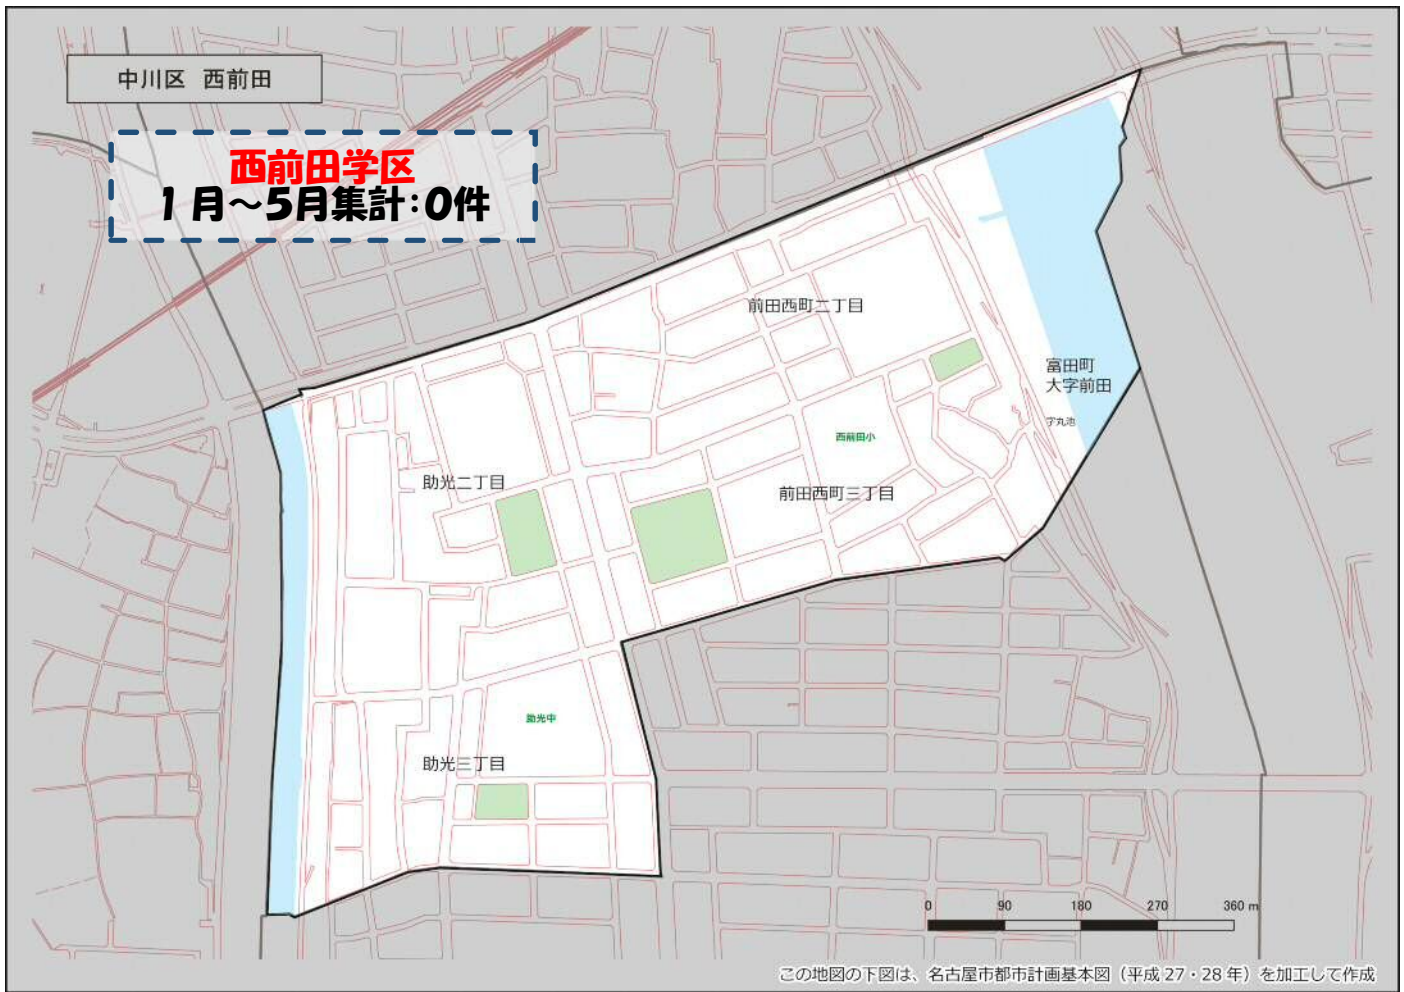 中川区 西前田
西前田学区
1月～5月集計:0件
前田西町二丁目
富田町
大字前田
字丸池
西前田小
助光二丁目
前田西町三丁目
助光中
助光三丁目
0 90 180 270 360 m
この地図の下図は、名古屋市都市計画基本図（平成 27・28 年）を加工して作成